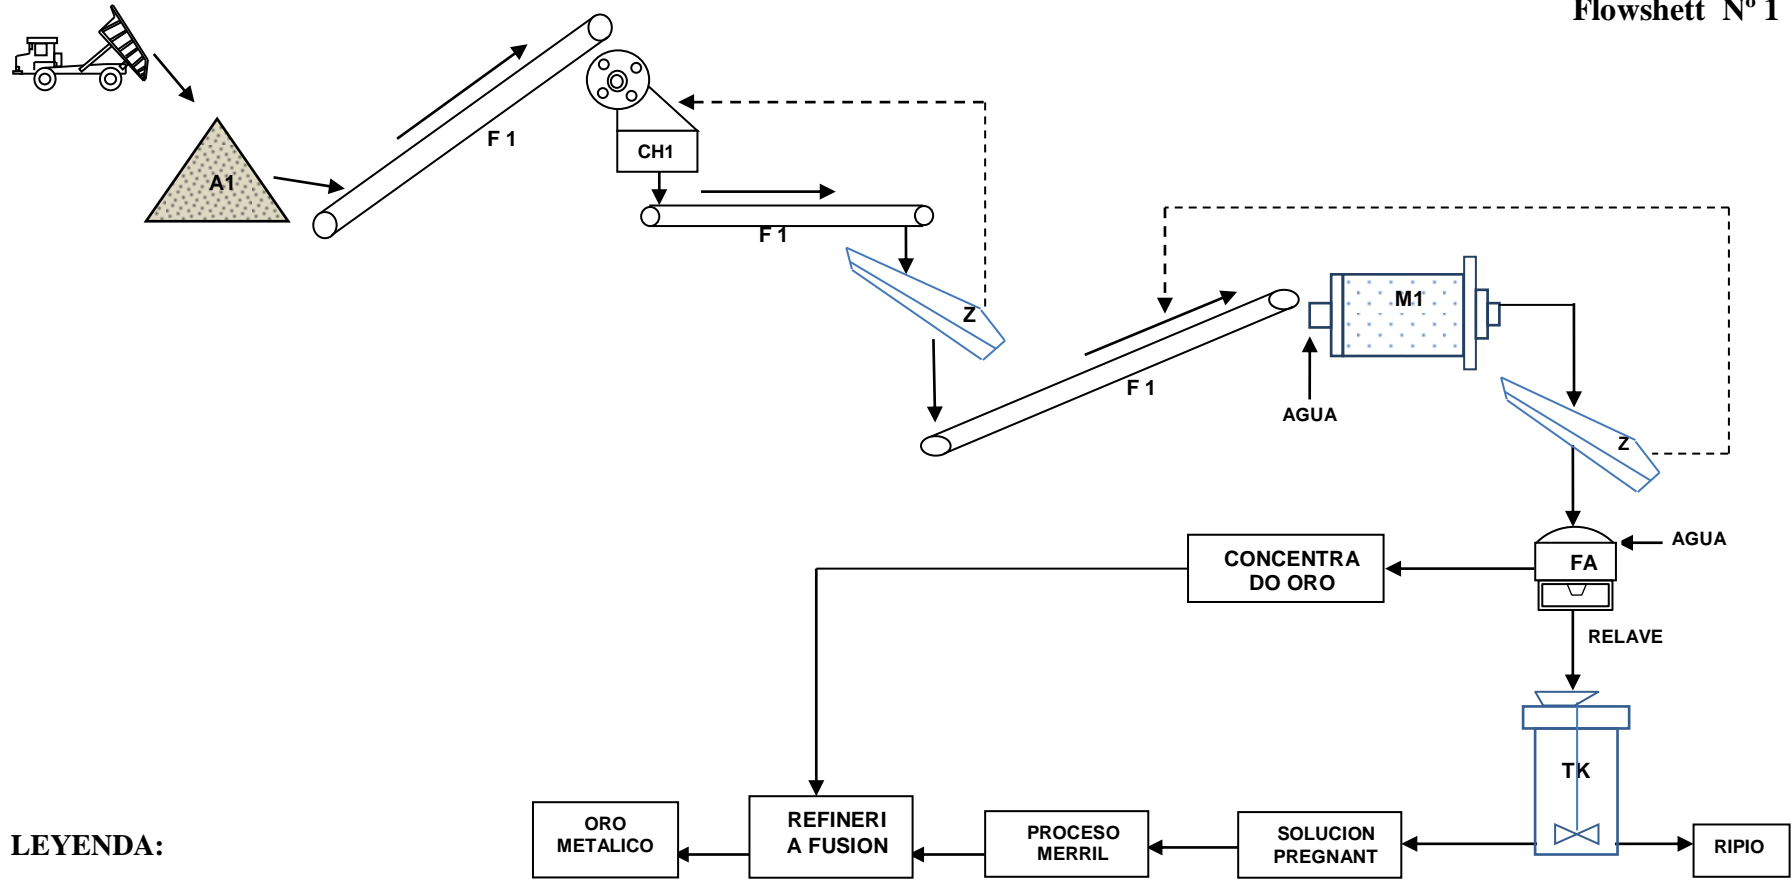 Flowshett Nº 1
F 1
CH1
A1
F 1
Z
M1
F 1
AGUA
Z
CONCENTRA
DO ORO
FA
AGUA
RELAVE
TK
ORO
METALICO
REFINERI
A FUSION
PROCESO
MERRIL
SOLUCION
PREGNANT
RIPIO
LEYENDA: